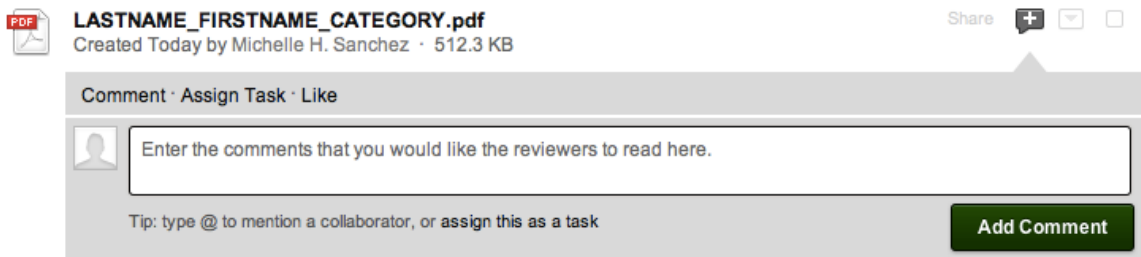 PDF
LASTNAME_FIRSTNAME_CATEGORY.pdf
Share
Created Today by Michelle H. Sanchez · 512.3 KB
Comment · Assign Task · Like
Enter the comments that you would like the reviewers to read here.
Tip: type @ to mention a collaborator, or assign this as a task
Add Comment